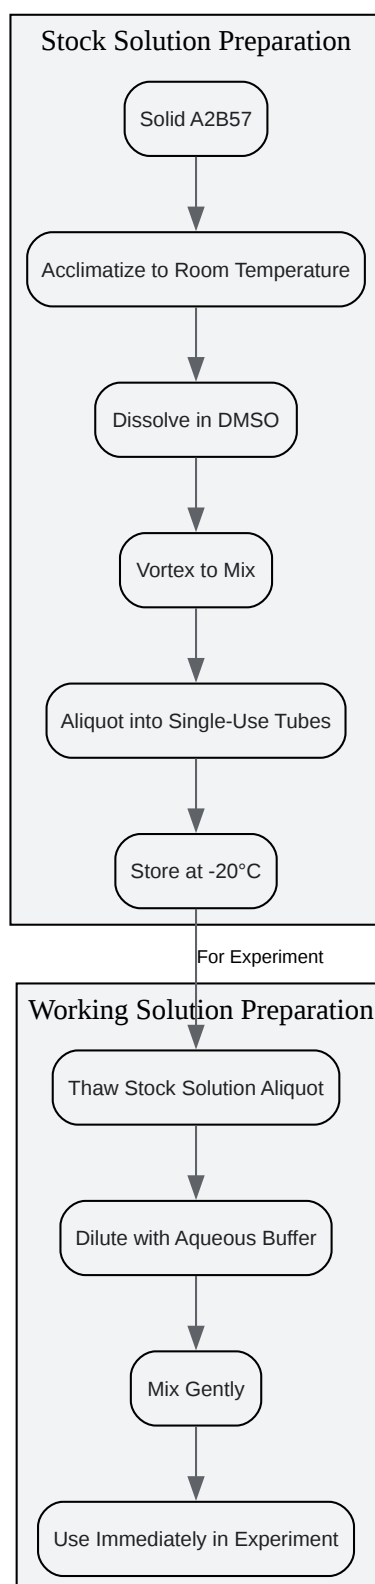 Stock Solution Preparation
Solid A2B57
Acclimatize to Room Temperature
Dissolve in DMSO
Vortex to Mix
Aliquot into Single-Use Tubes
Store at -20°C
For Experiment
Working Solution Preparation
Thaw Stock Solution Aliquot
Dilute with Aqueous Buffer
Mix Gently
Use Immediately in Experiment